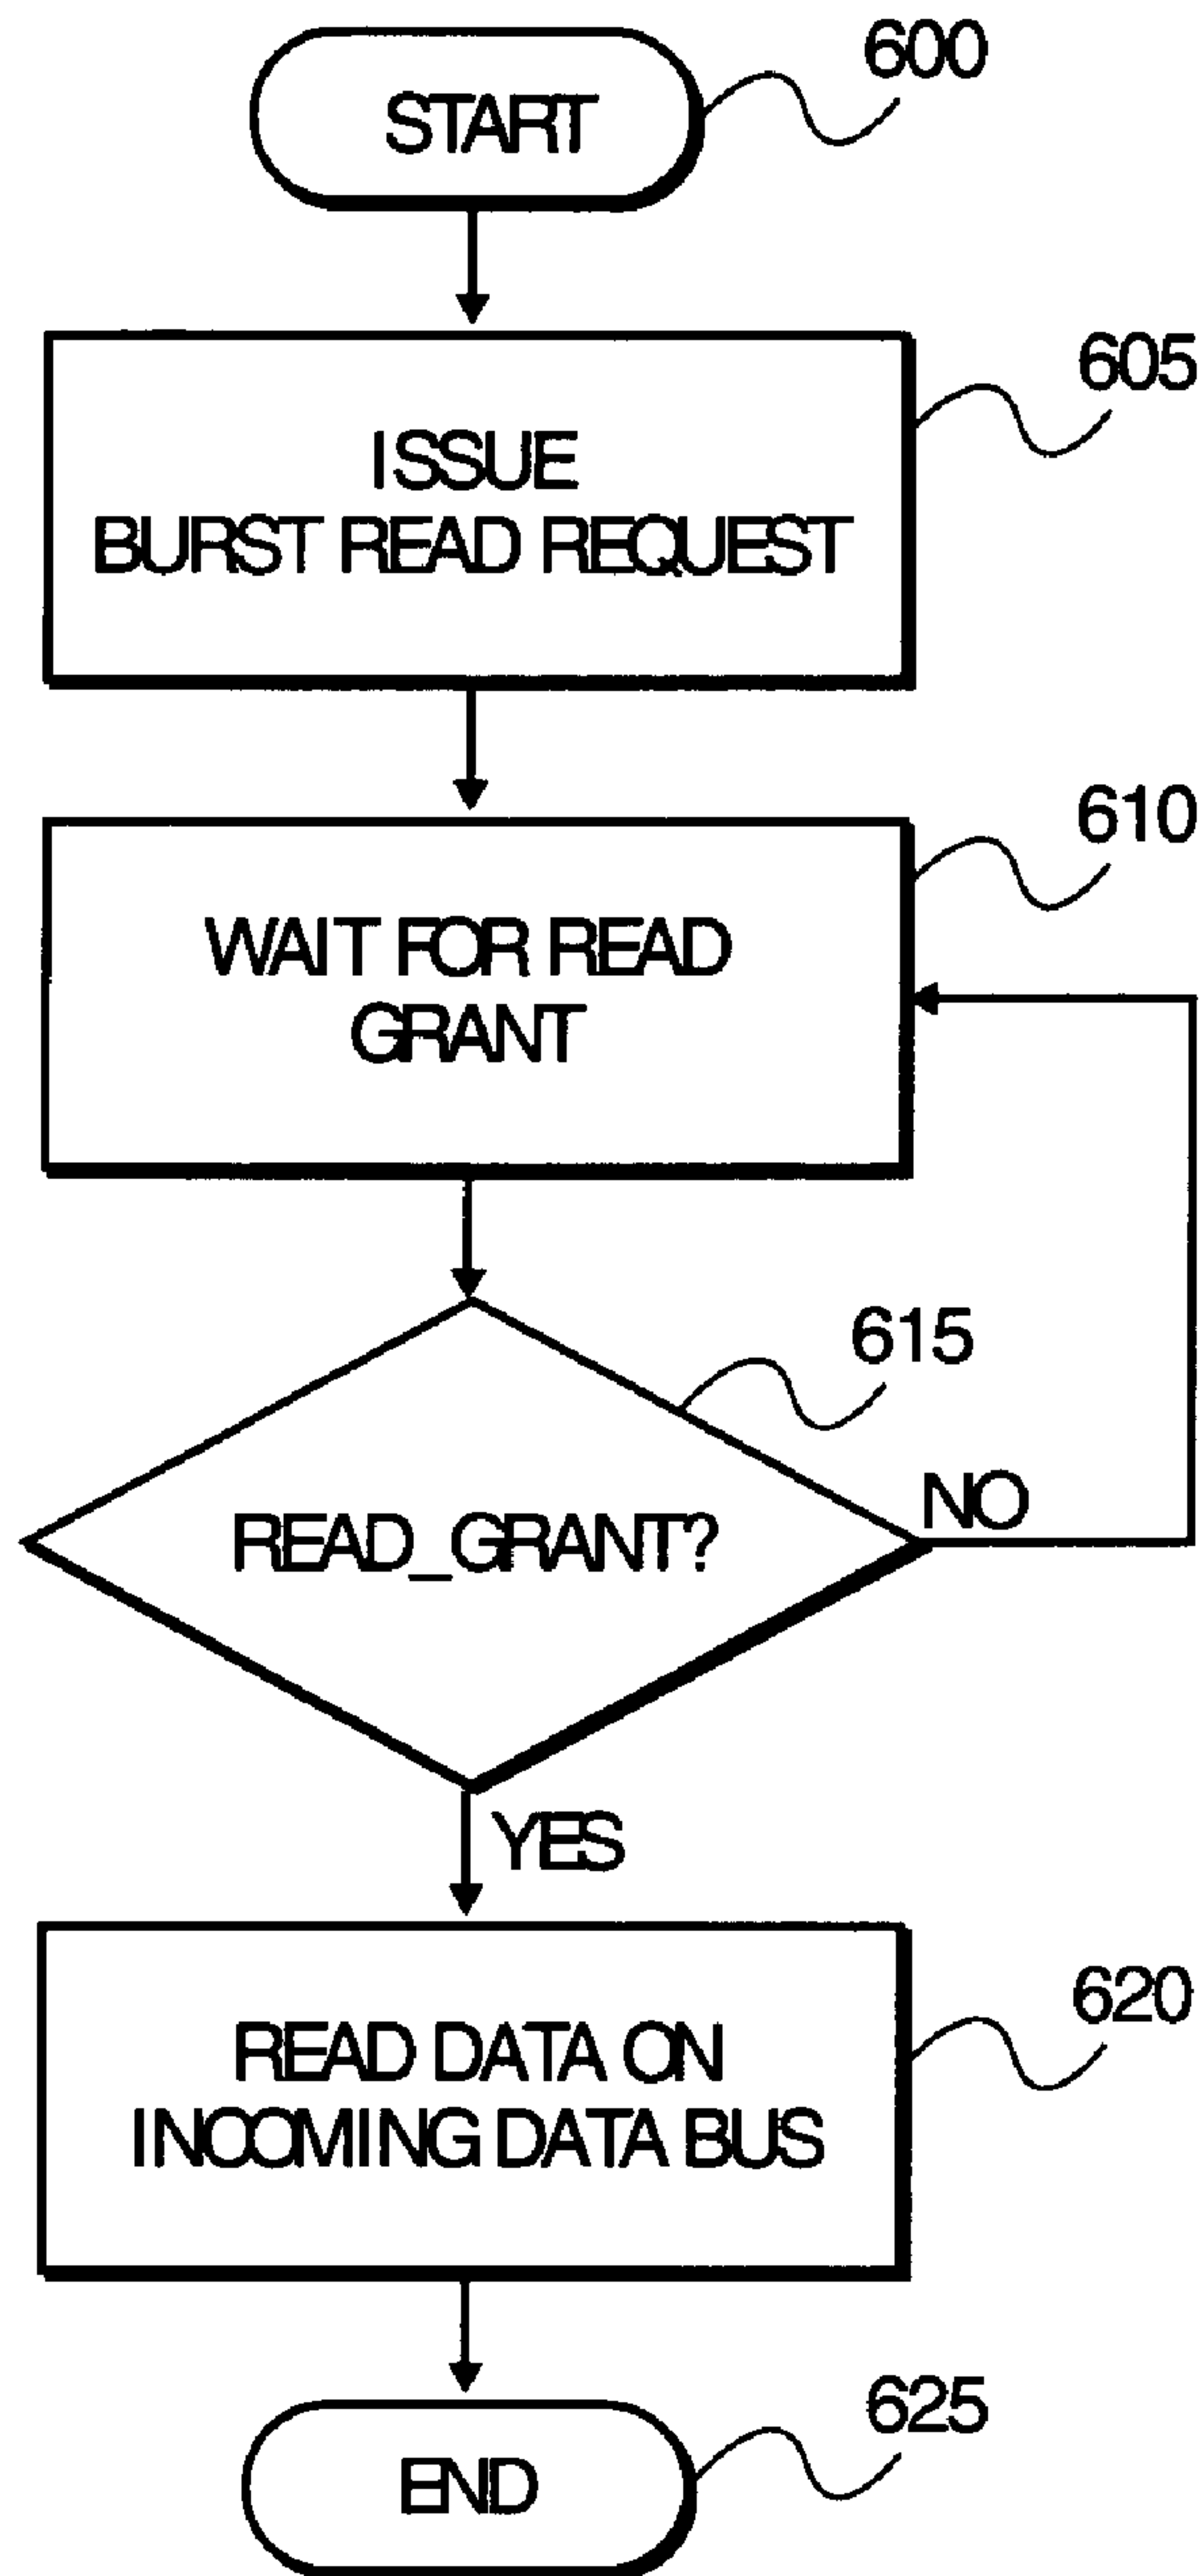 START
600
605
ISSUE
BURST READ REQUEST
610
WAIT FOR READ
GRANT
615
NO
READ_GRANT?
YES
620
READ DATA ON
INCOMING DATA BUS
625
END